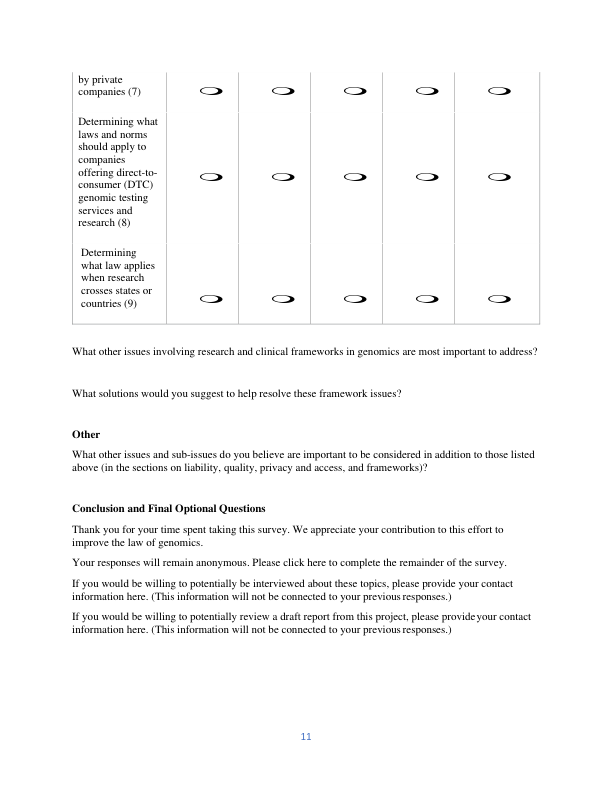 by private
companies (7)
Determining what
laws and norms
should apply to
companies
offering direct-to-
consumer (DTC)
genomic testing
services and
research (8)
Determining
what law applies
when research
crosses states or
countries (9)
What other issues involving research and clinical frameworks in genomics are most important to address?
What solutions would you suggest to help resolve these framework issues?
Other
What other issues and sub-issues do you believe are important to be considered in addition to those listed
above (in the sections on liability, quality, privacy and access, and frameworks)?
Conclusion and Final Optional Questions
Thank you for your time spent taking this survey. We appreciate your contribution to this effort to
improve the law of genomics.
Your responses will remain anonymous. Please click here to complete the remainder of the survey.
If you would be willing to potentially be interviewed about these topics, please provide your contact
information here. (This information will not be connected to your previous responses.)
If you would be willing to potentially review a draft report from this project, please provide your contact
information here. (This information will not be connected to your previous responses.)
11